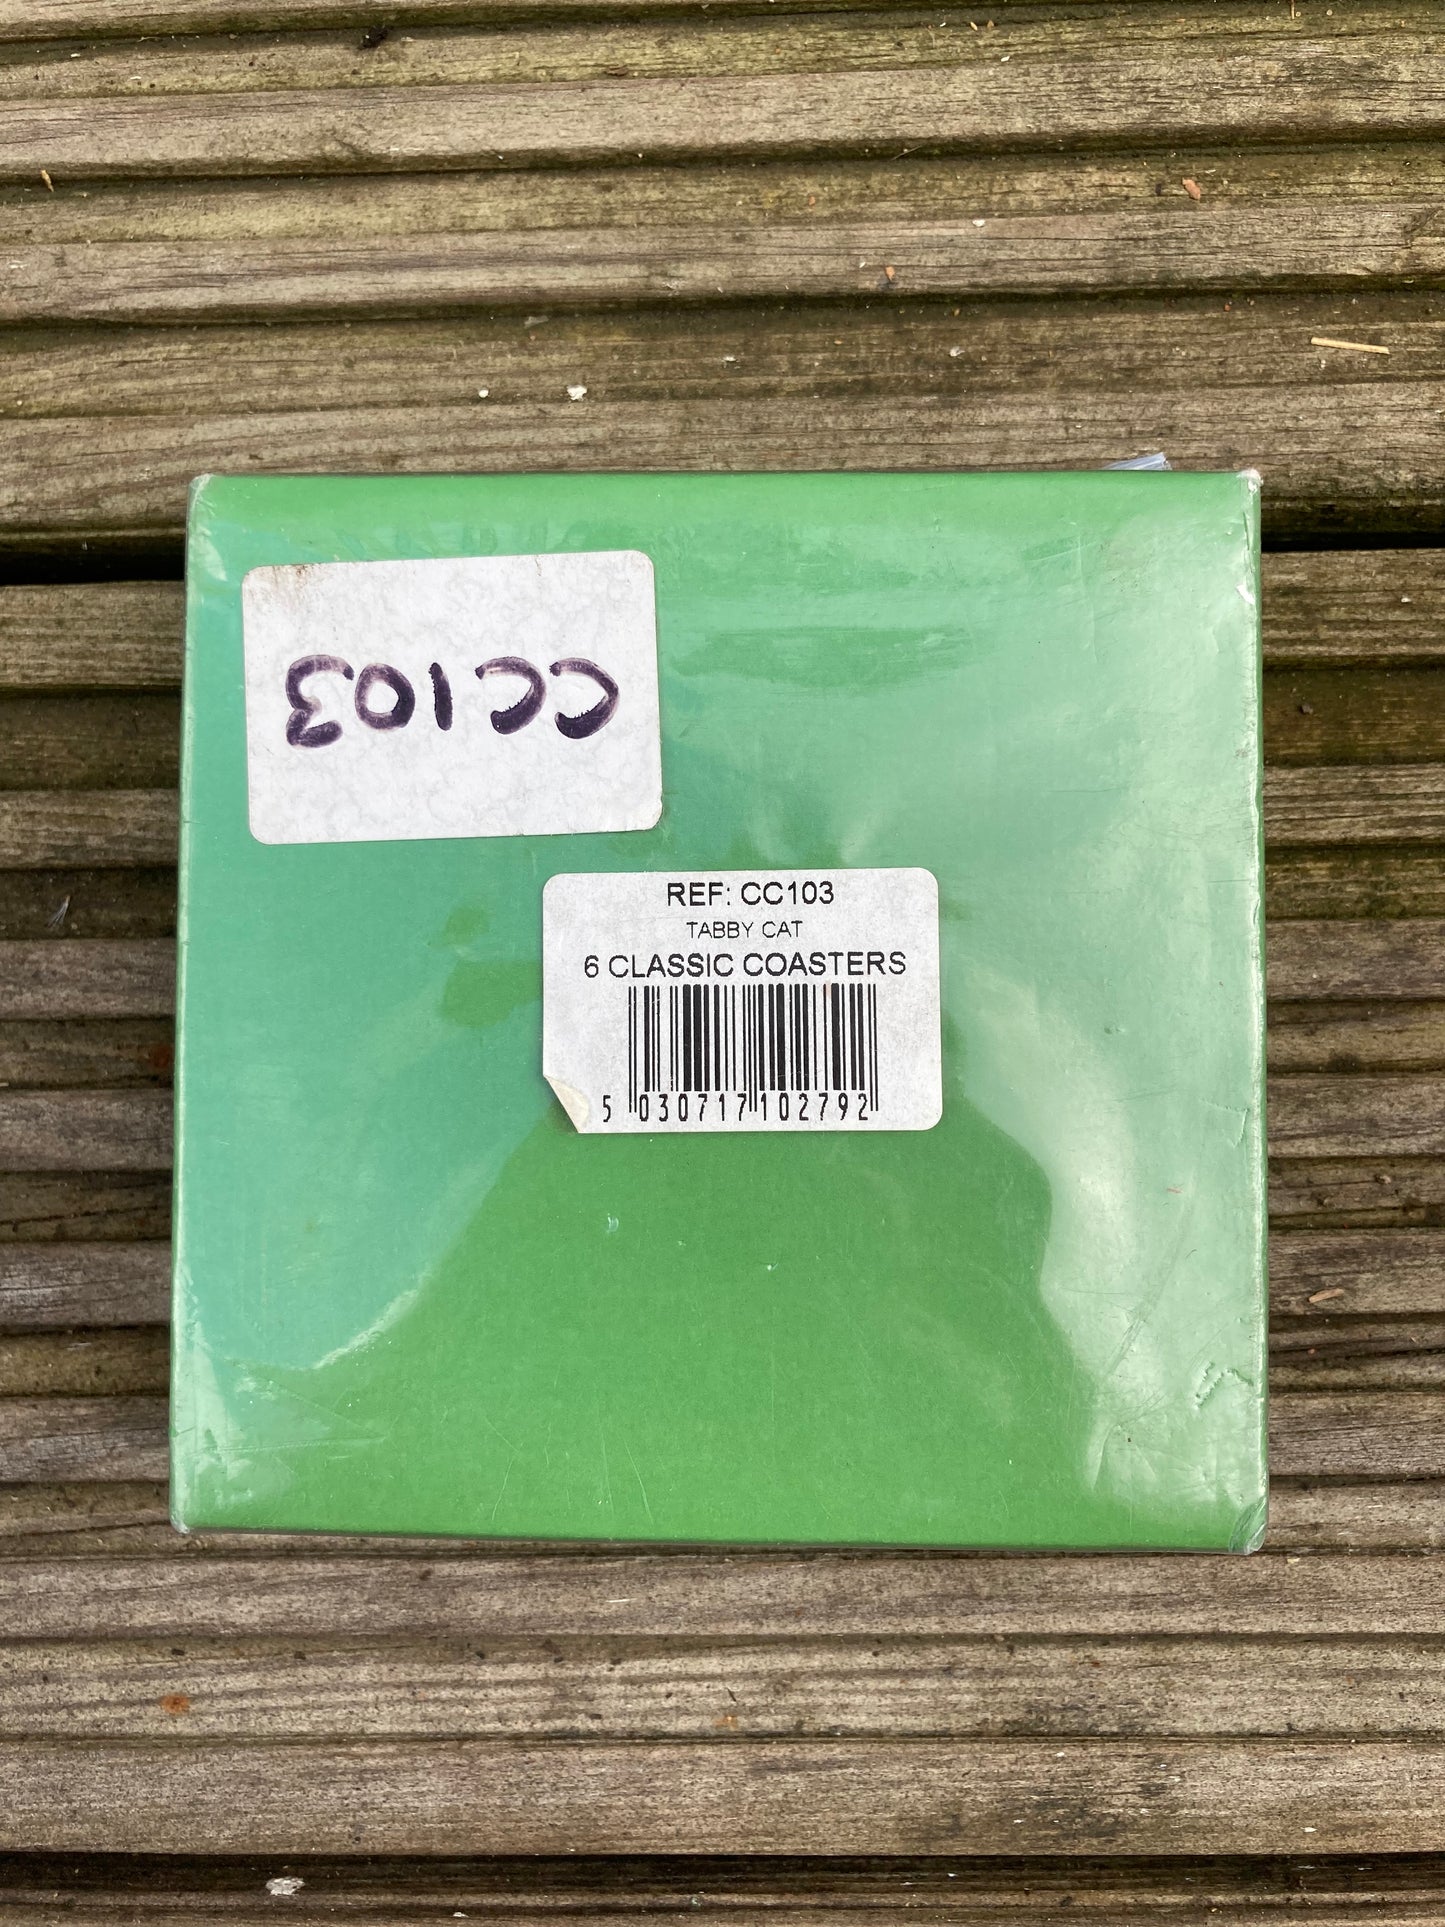 CC103
REF: CC103
TABBY CAT
6 CLASSIC COASTERS
5 030717 102792